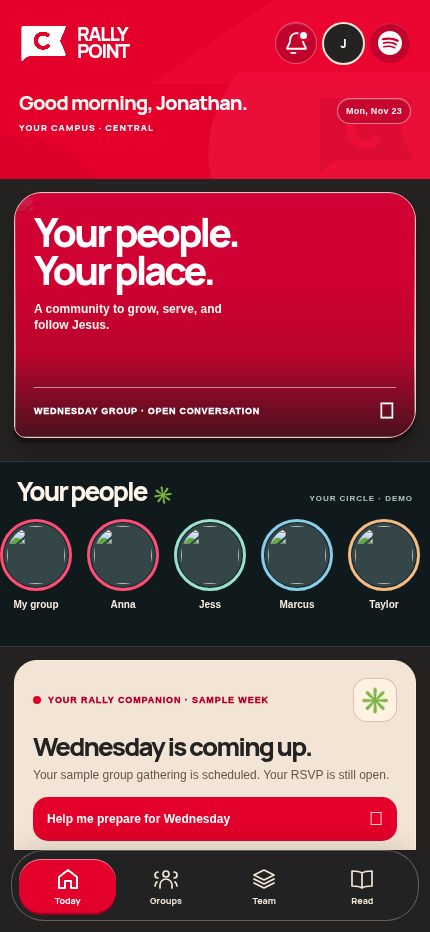 C RALLY
POINT
J
Good morning, Jonathan.
YOUR CAMPUS · CENTRAL
Mon, Nov 23
Your people.
Your place.
A community to grow, serve, and
follow Jesus.
WEDNESDAY GROUP · OPEN CONVERSATION
Your people
YOUR CIRCLE · DEMO
My group
Anna
Jess
Marcus
Taylor
YOUR RALLY COMPANION · SAMPLE WEEK
Wednesday is coming up.
Your sample group gathering is scheduled. Your RSVP is still open.
Help me prepare for Wednesday
Today
Groups
Team
Read